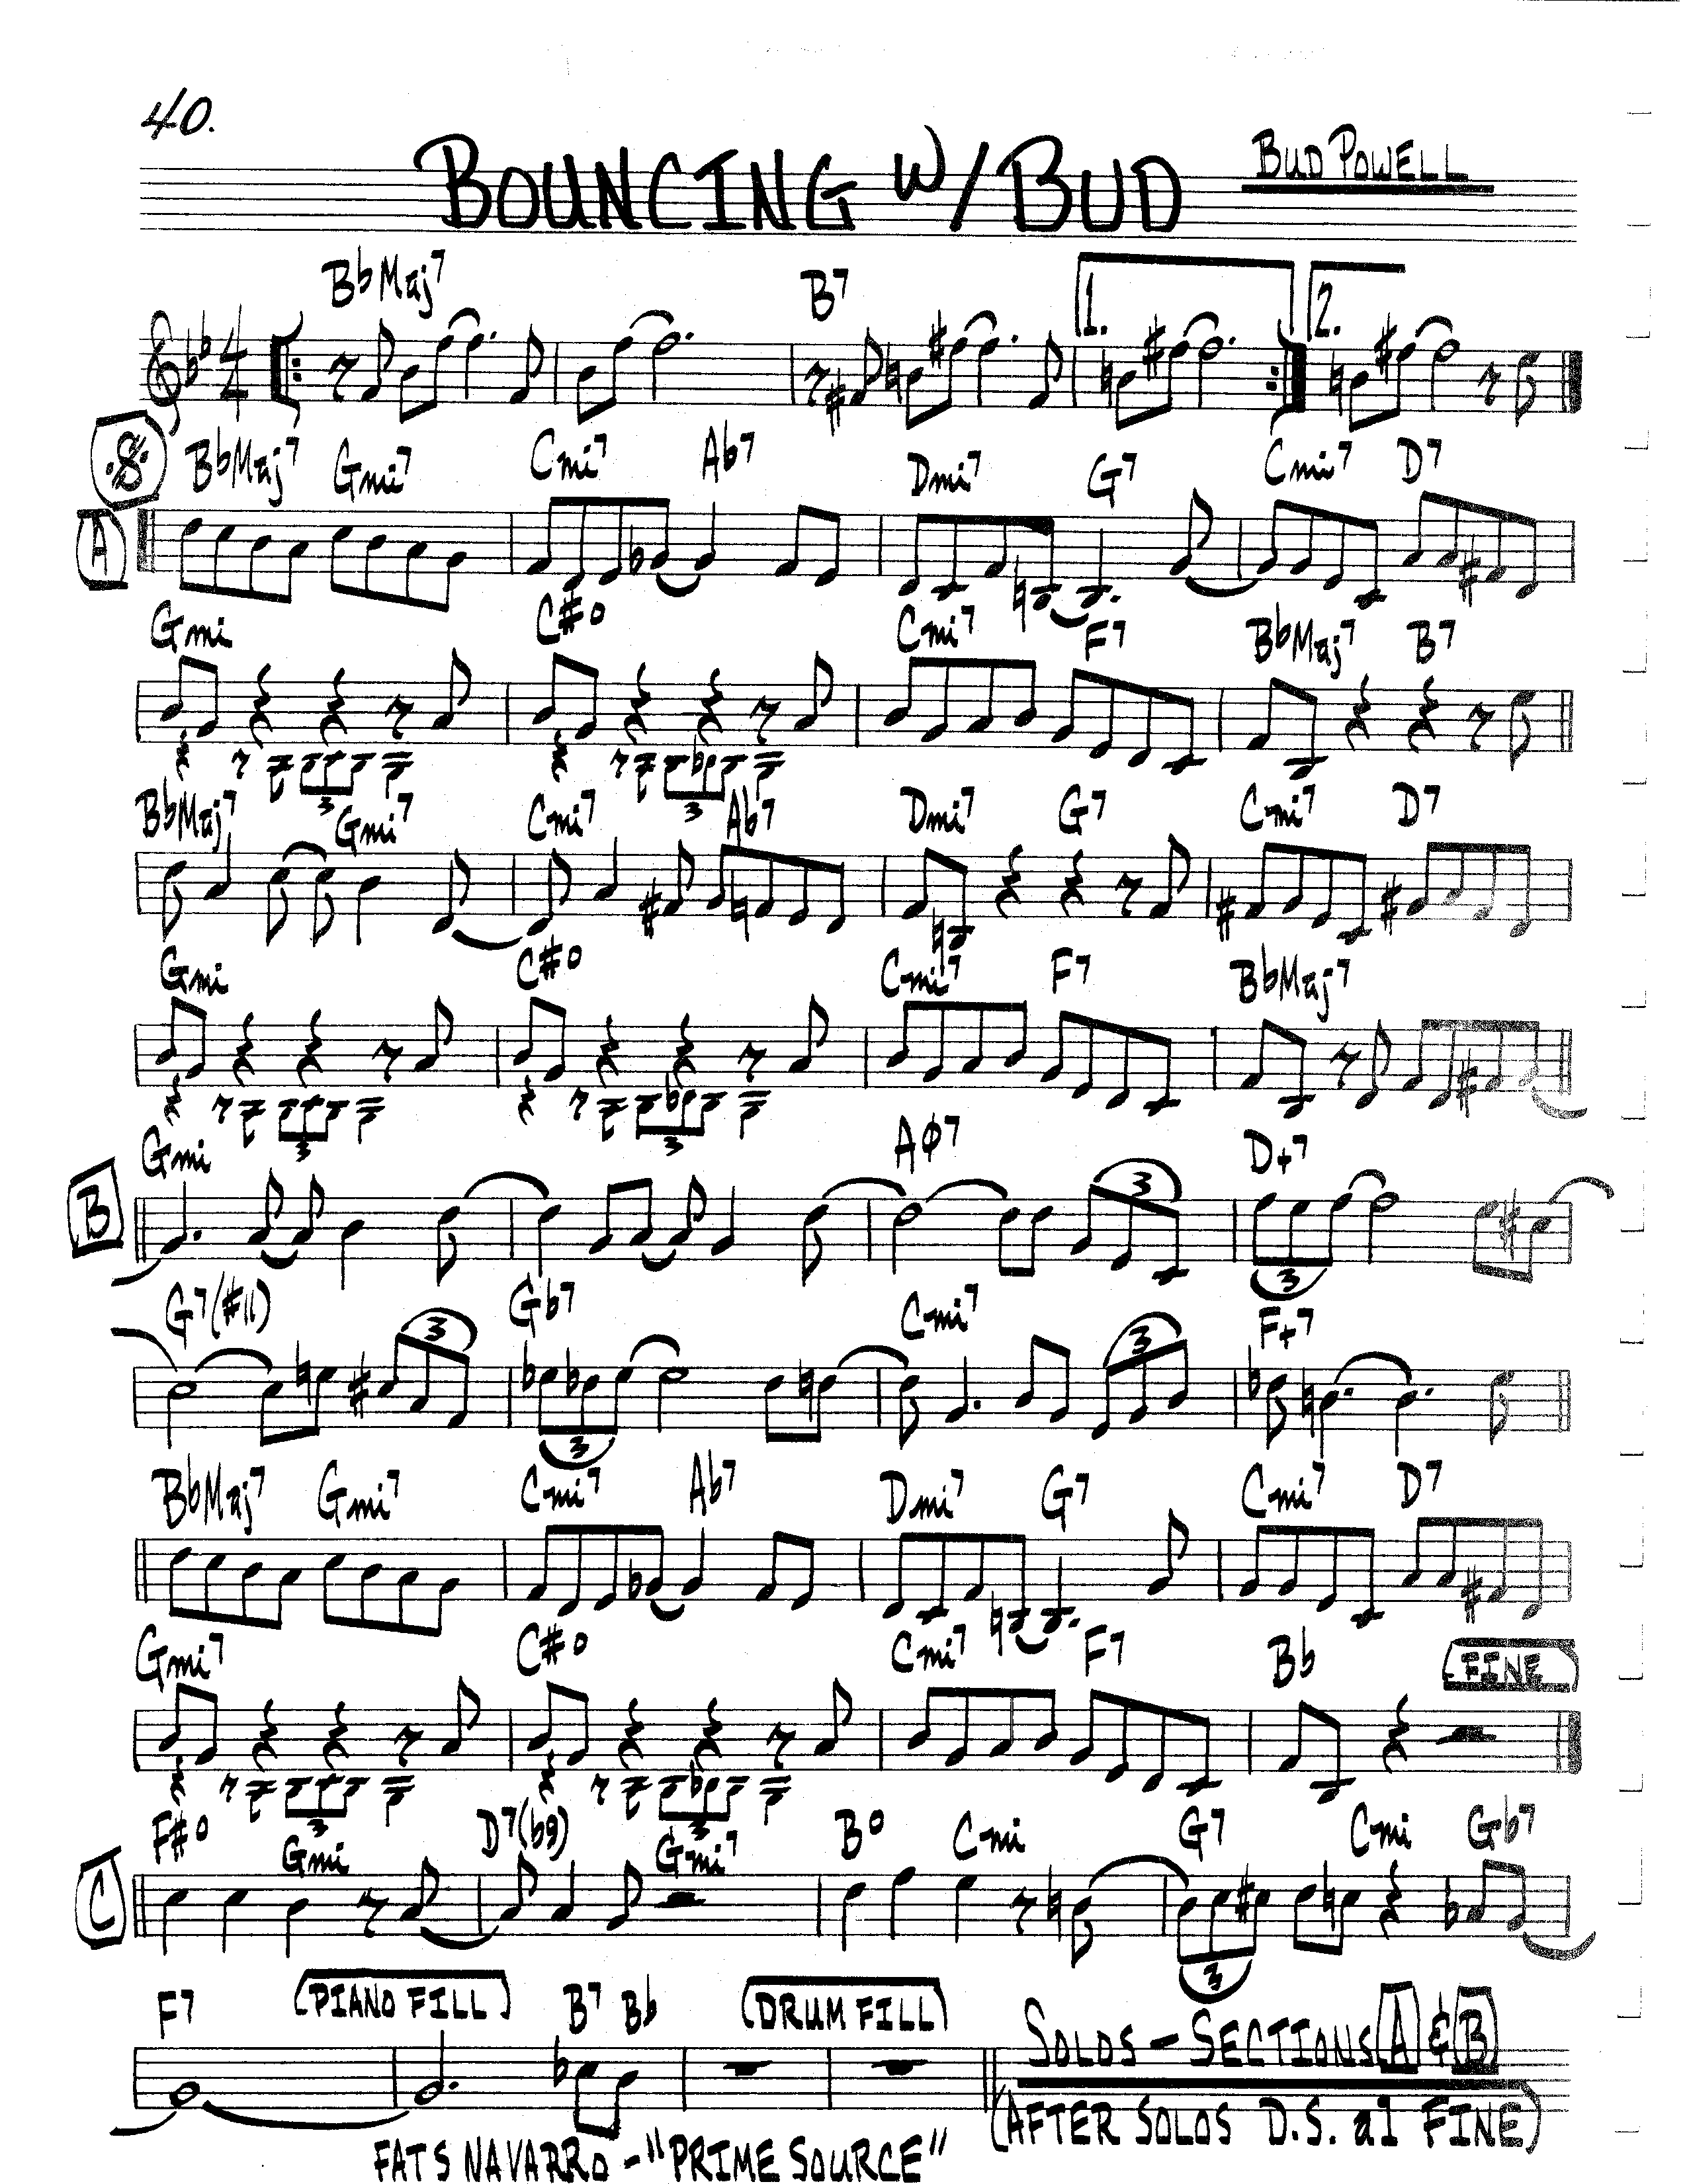 40.
BOUNCING W/ BUD
BUD POWELL
BbMaj7 B7 1. 2.
4/4
A BbMaj7 Gmi7 Cmi7 Ab7 Dmi7 G7 Cmi7 D7
Gmi C#o Cmi7 F7 BbMaj7 B7
3 3
BbMaj7 Gmi7 Cmi7 Ab7 Dmi7 G7 Cmi7 D7
Gmi C#o Cmi7 F7 BbMaj7
3 3
B Gmi AØ7 D+7
3 3
G7(#11) Gb7 Cmi7 F+7
3 3 3
BbMaj7 Gmi7 Cmi7 Ab7 Dmi7 G7 Cmi7 D7
Gmi7 C#o Cmi7 F7 Bb (FINE)
3 3
C F#o Gmi D7(b9) Gmi7 Bo Cmi G7 Cmi Gb7
3
F7 (PIANO FILL) B7 Bb (DRUM FILL)
SOLOS - SECTIONS A & B
(AFTER SOLOS D.S. al FINE)
FATS NAVARRO - "PRIME SOURCE"